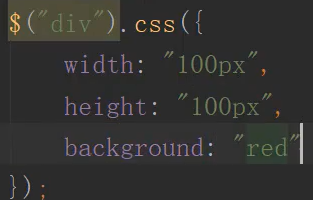 $("div").css({
width: "100px",
height: "100px",
background: "red"
});